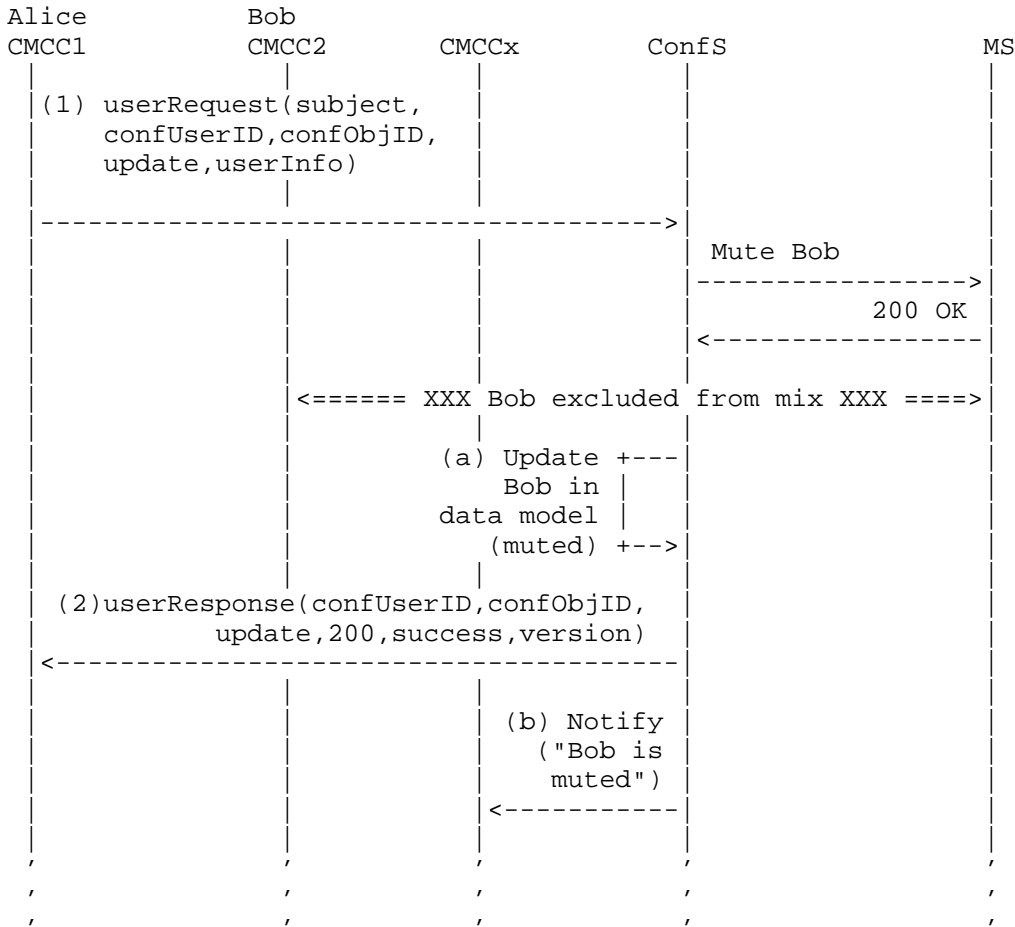 Alice Bob
CMCC1 CMCC2 CMCCx ConfS MS
(1) userRequest(subject,
confUserID,confObjID,
update,userInfo)
Mute Bob
200 OK
<====== XXX Bob excluded from mix XXX ====>
(a) Update +---
Bob in |
data model |
(muted) +-->
(2)userResponse(confUserID,confObjID,
update,200,success,version)
(b) Notify
("Bob is
muted")